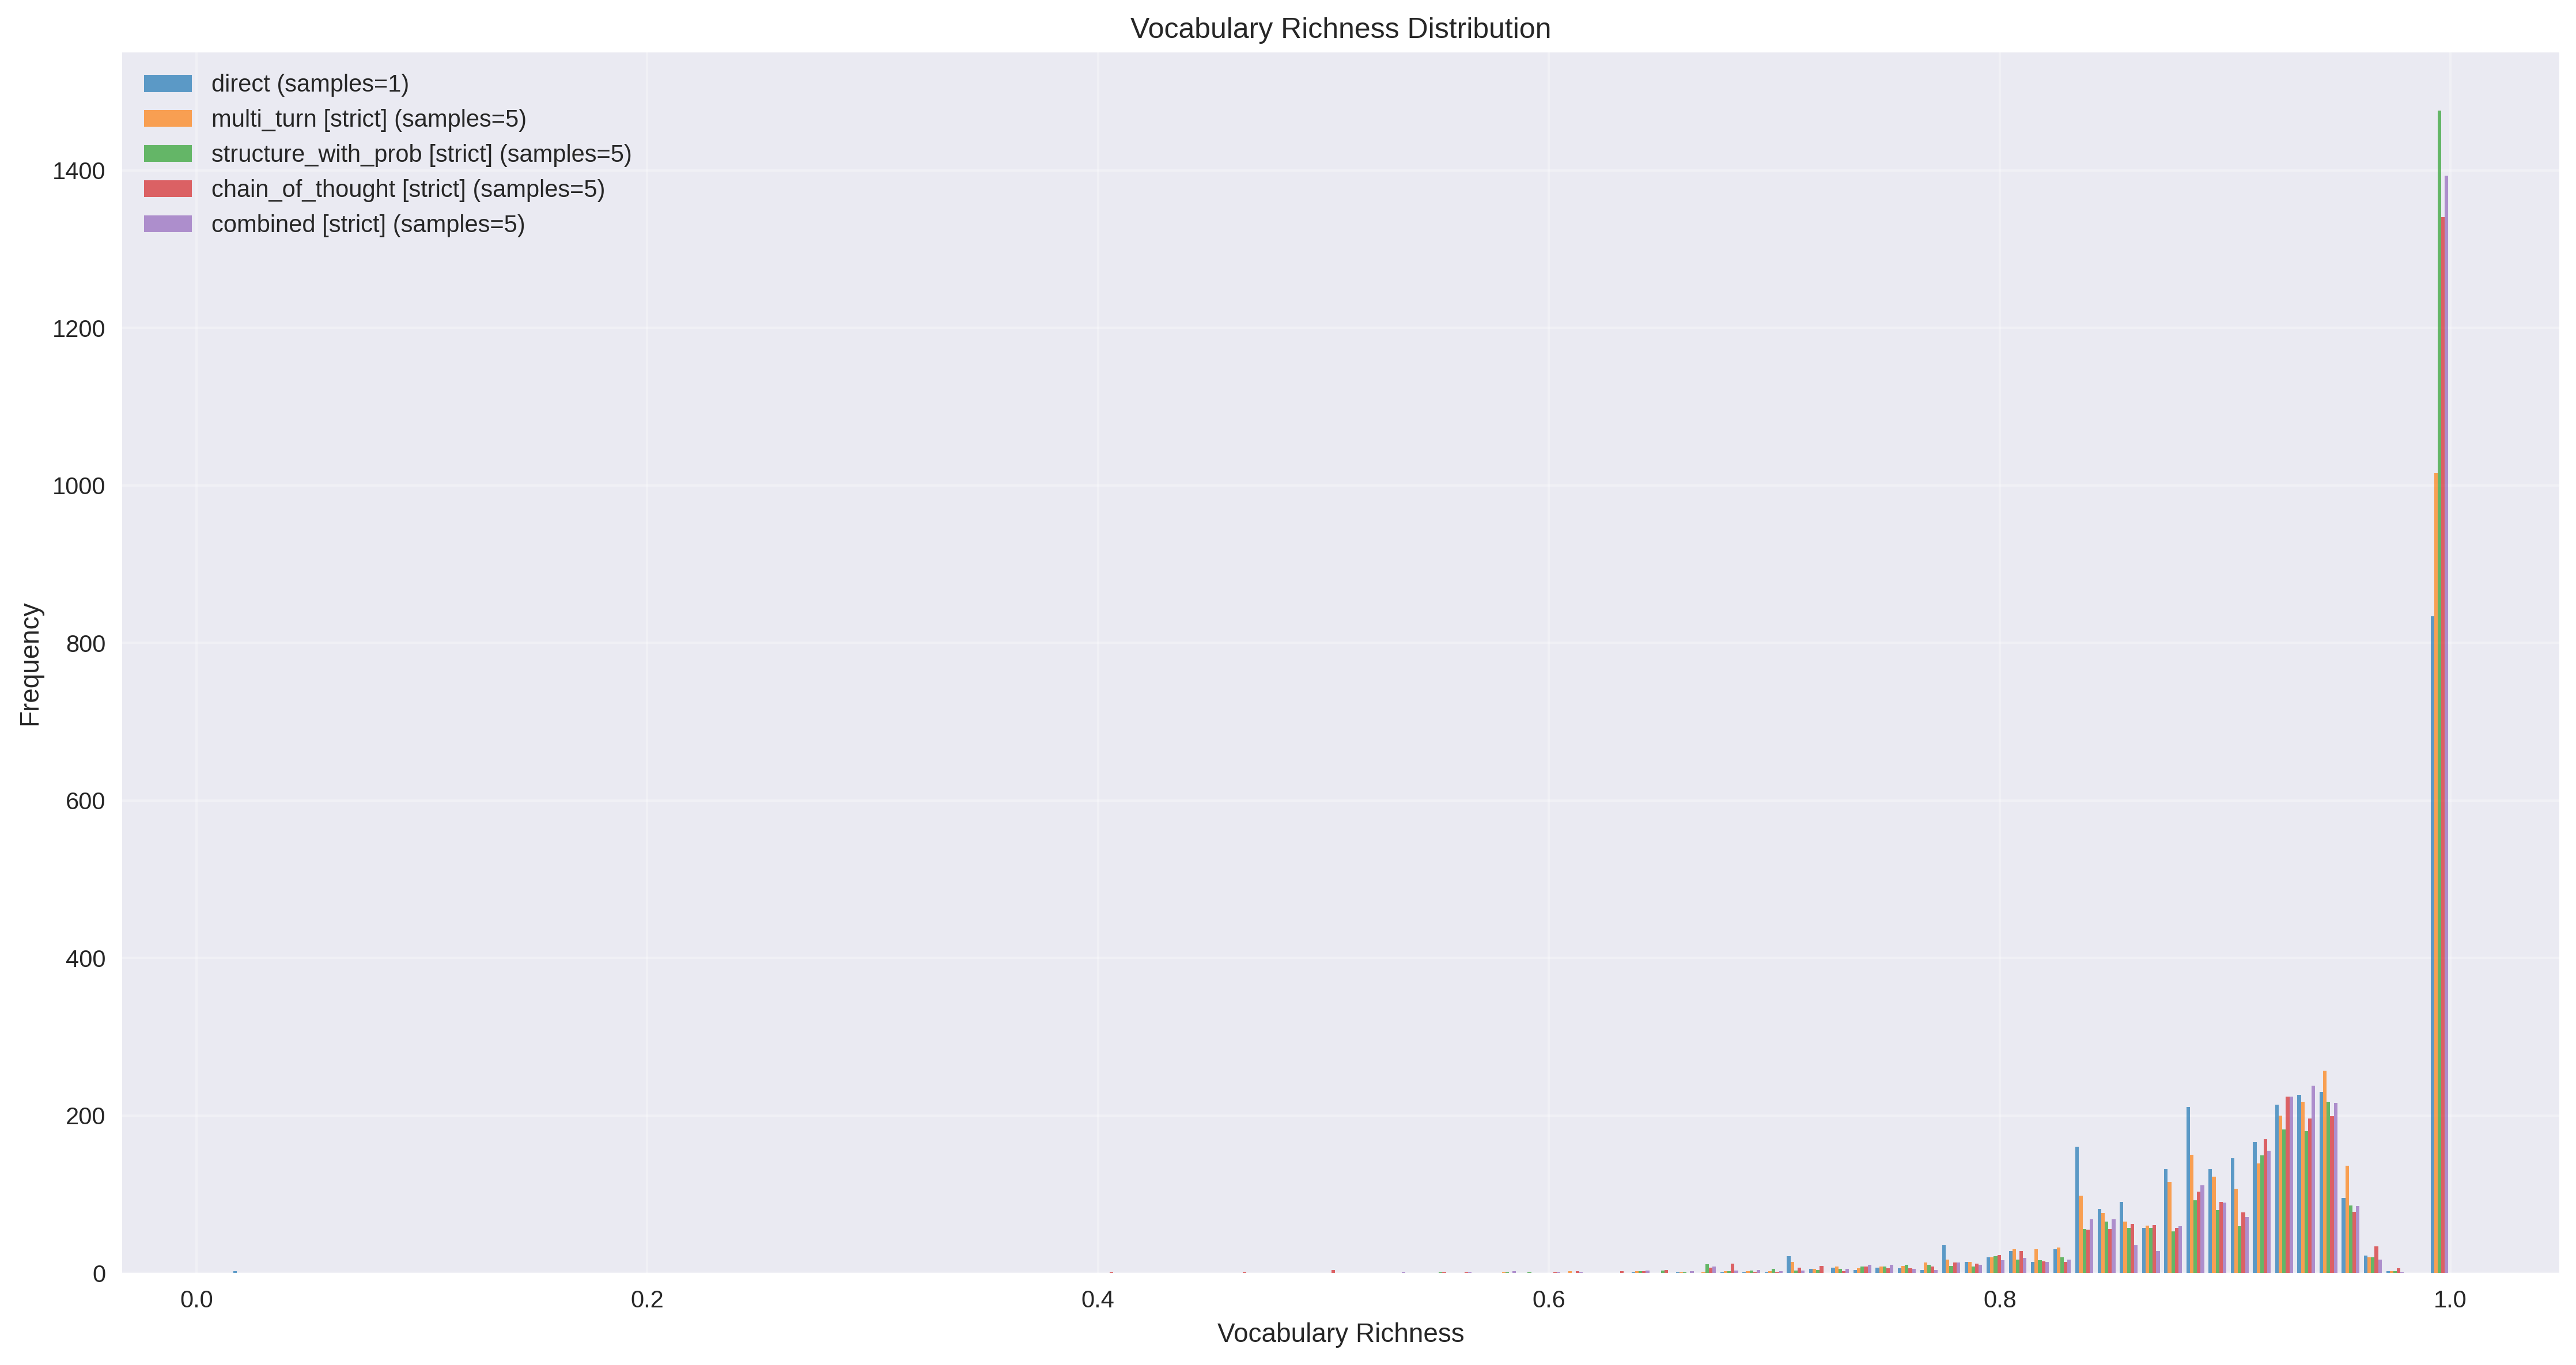 Vocabulary Richness Distribution
direct (samples=1)
multi_turn [strict] (samples=5)
structure_with_prob [strict] (samples=5)
chain_of_thought [strict] (samples=5)
combined [strict] (samples=5)
1400
1200
1000
800
600
400
200
0
Frequency
0.0 0.2 0.4 0.6 0.8 1.0
Vocabulary Richness